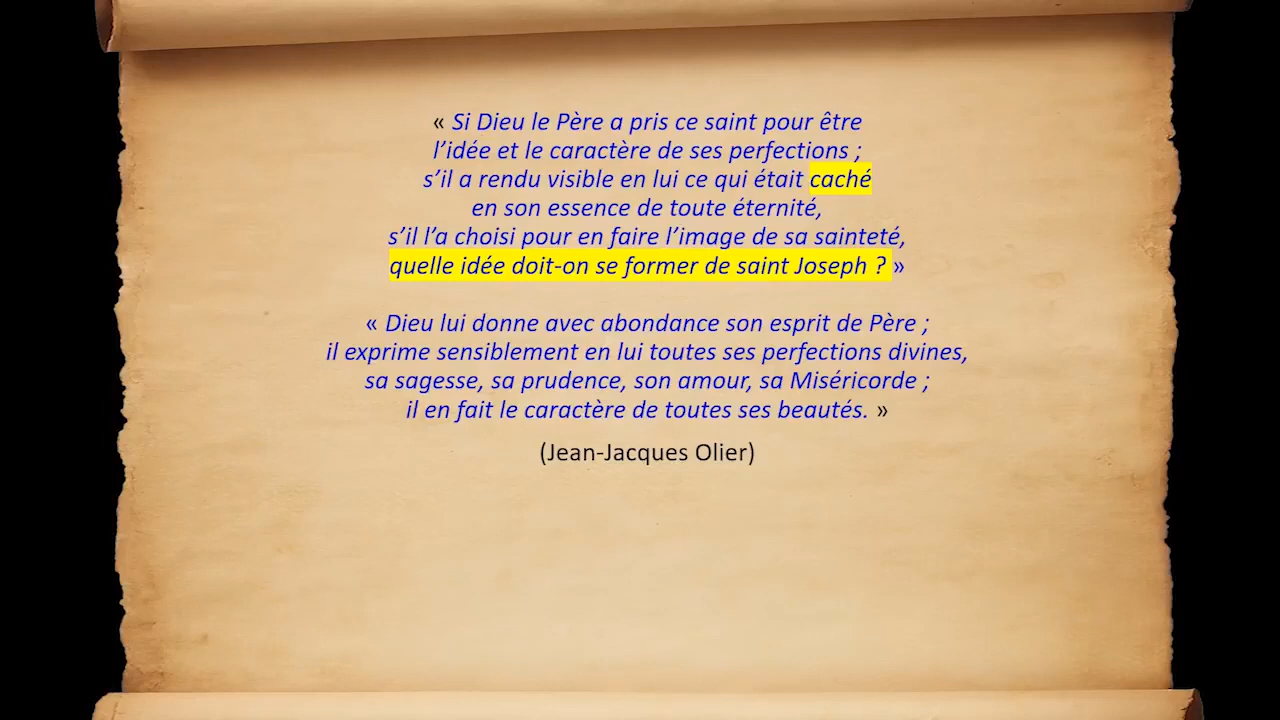 « Si Dieu le Père a pris ce saint pour être
l’idée et le caractère de ses perfections ;
s’il a rendu visible en lui ce qui était caché
en son essence de toute éternité,
s’il l’a choisi pour en faire l’image de sa sainteté,
quelle idée doit-on se former de saint Joseph ? »
« Dieu lui donne avec abondance son esprit de Père ;
il exprime sensiblement en lui toutes ses perfections divines,
sa sagesse, sa prudence, son amour, sa Miséricorde ;
il en fait le caractère de toutes ses beautés. »
(Jean-Jacques Olier)